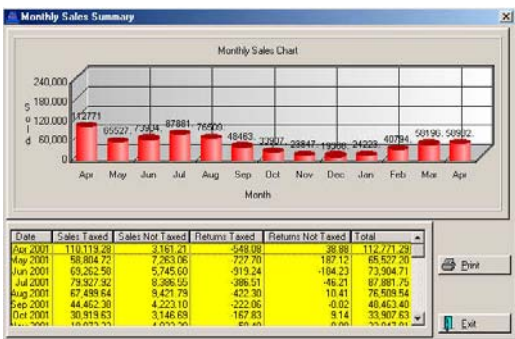 Monthly Sales Summary
Monthly Sales Chart
240,000
180,000
120,000
60,000
0
Sold
112771 65527. 73904. 87881. 76509. 48463. 33907. 23847. 19368. 24223. 40794. 58196. 58932.
Apr May Jun Jul Aug Sep Oct Nov Dec Jan Feb Mar Apr
Month
Date Sales Taxed Sales Not Taxed Returns Taxed Returns Not Taxed Total
Apr 2001 110,119.28 3,161.21 -548.08 38.88 112,771.29
May 2001 58,804.72 7,263.06 -727.70 187.12 65,527.20
Jun 2001 69,262.58 5,745.60 -919.24 -184.23 73,904.71
Jul 2001 79,927.92 8,386.55 -386.51 -46.21 87,881.75
Aug 2001 67,499.64 9,421.79 -422.30 10.41 76,509.54
Sep 2001 44,462.38 4,223.10 -222.06 -0.02 48,463.40
Oct 2001 30,919.63 3,146.69 -167.83 9.14 33,907.63
Print
Exit